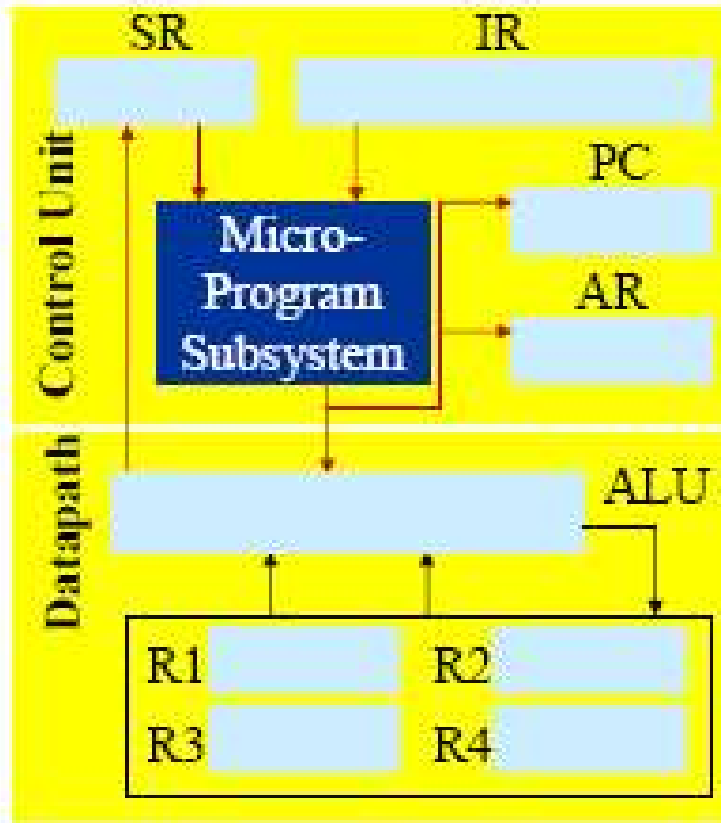 SR
IR
Control Unit
PC
Micro-
Program
Subsystem
AR
Datapath
ALU
R1
R2
R3
R4